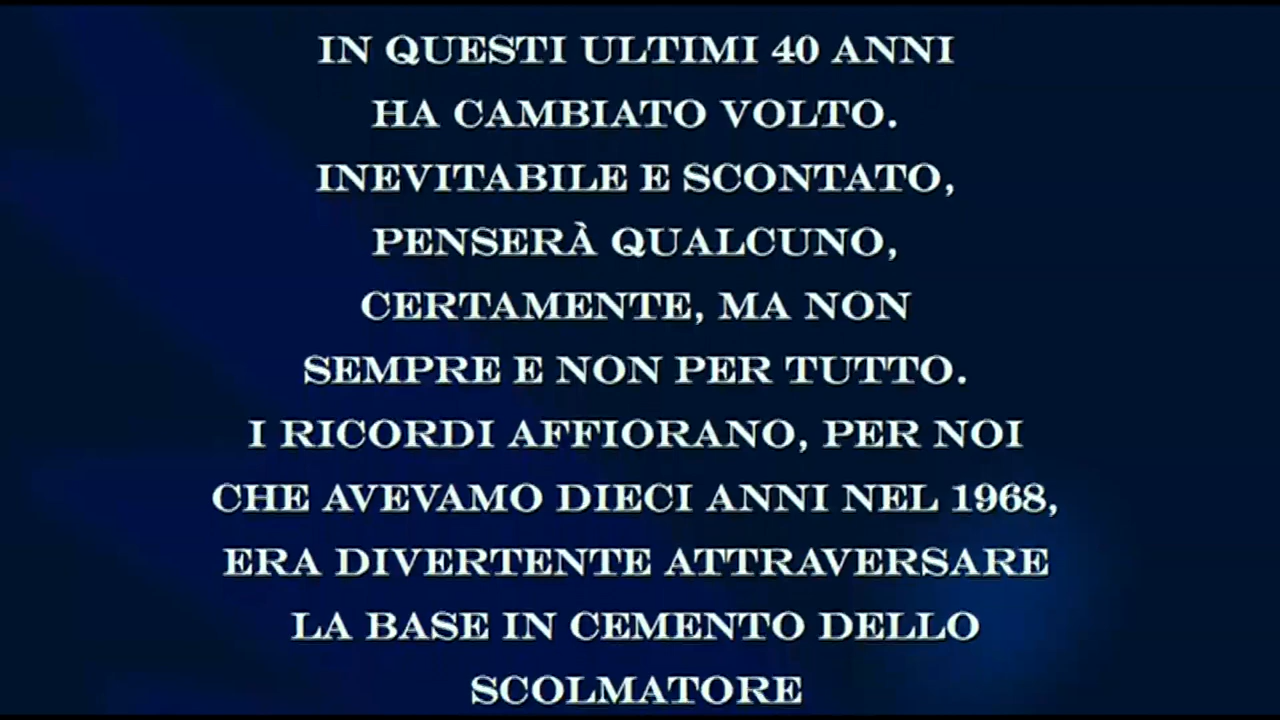 IN QUESTI ULTIMI 40 ANNI
HA CAMBIATO VOLTO.
INEVITABILE E SCONTATO,
PENSERÀ QUALCUNO,
CERTAMENTE, MA NON
SEMPRE E NON PER TUTTO.
I RICORDI AFFIORANO, PER NOI
CHE AVEVAMO DIECI ANNI NEL 1968,
ERA DIVERTENTE ATTRAVERSARE
LA BASE IN CEMENTO DELLO
SCOLMATORE